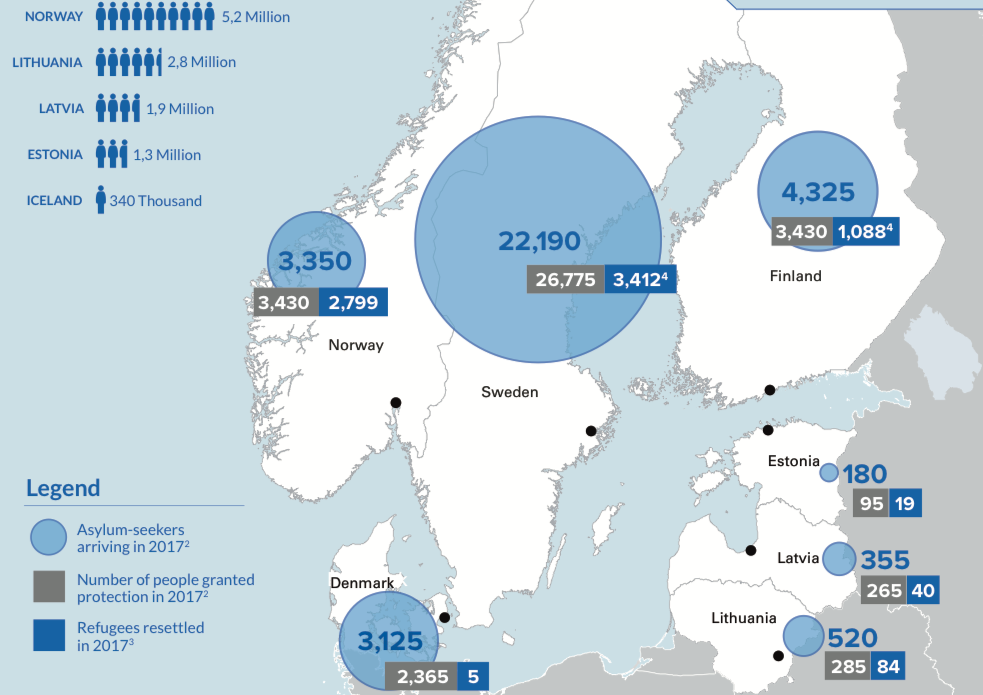 NORWAY 5,2 Million
LITHUANIA 2,8 Million
LATVIA 1,9 Million
ESTONIA 1,3 Million
ICELAND 340 Thousand
4,325
3,430 1,088⁴
Finland
22,190
26,775 3,412⁴
Sweden
3,350
3,430 2,799
Norway
Estonia
180
95 19
Latvia
355
265 40
Lithuania
520
285 84
Denmark
3,125
2,365 5
Legend
Asylum-seekers
arriving in 2017²
Number of people granted
protection in 2017²
Refugees resettled
in 2017³